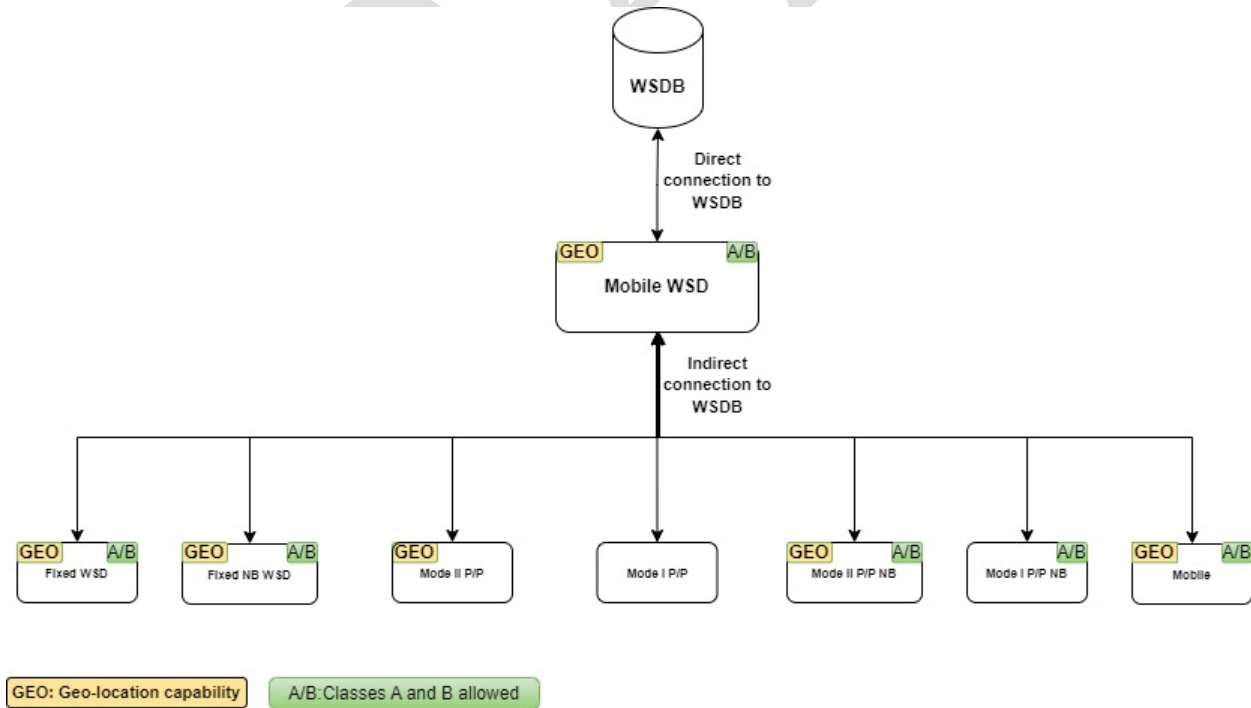 WSDB
Direct
connection to
WSDB
GEO
A/B
Mobile WSD
Indirect
connection to
WSDB
GEO A/B
Fixed WSD
GEO A/B
Fixed NB WSD
GEO
Mode II P/P
Mode I P/P
GEO A/B
Mode II P/P NB
A/B
Mode I P/P NB
GEO A/B
Mobile
GEO: Geo-location capability
A/B:Classes A and B allowed